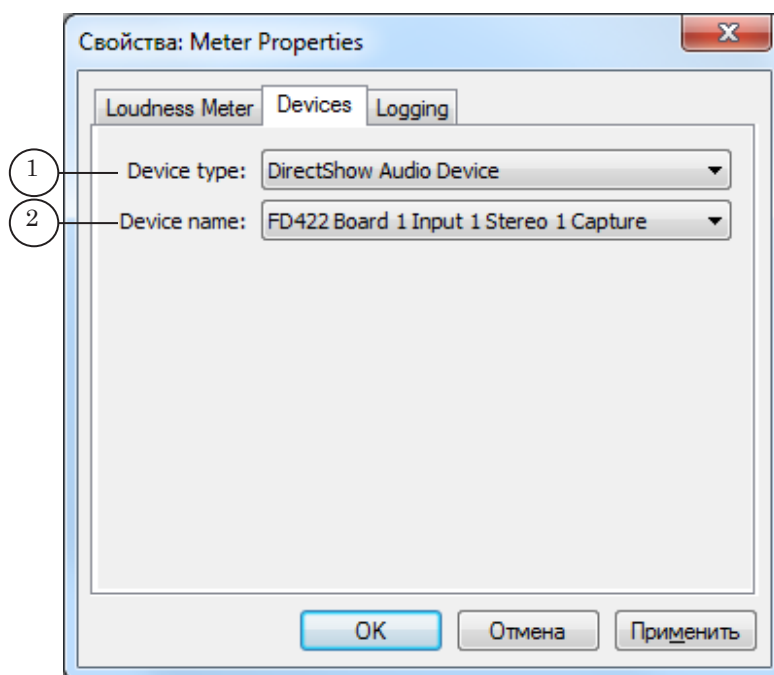 Свойства: Meter Properties
Loudness Meter Devices Logging
1 Device type: DirectShow Audio Device
2 Device name: FD422 Board 1 Input 1 Stereo 1 Capture
OK Отмена Применить